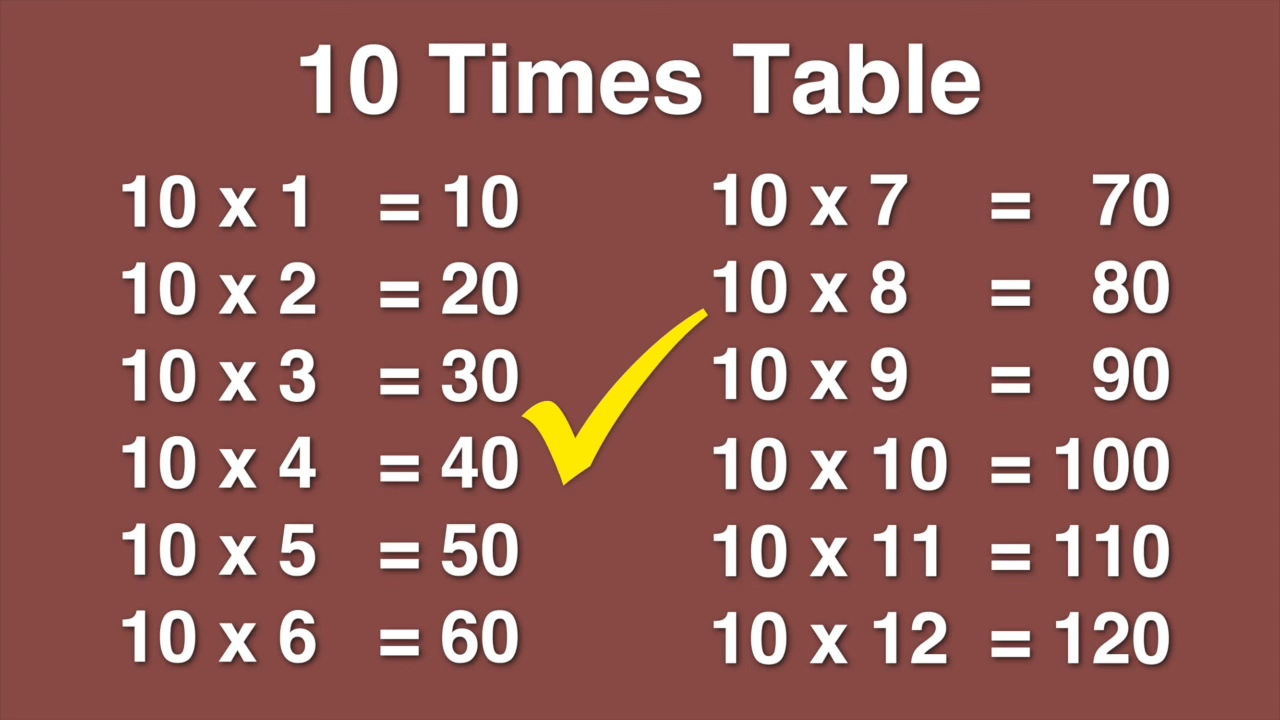 10 Times Table
10 x 1 = 10
10 x 2 = 20
10 x 3 = 30
10 x 4 = 40
10 x 5 = 50
10 x 6 = 60
10 x 7 = 70
10 x 8 = 80
10 x 9 = 90
10 x 10 = 100
10 x 11 = 110
10 x 12 = 120